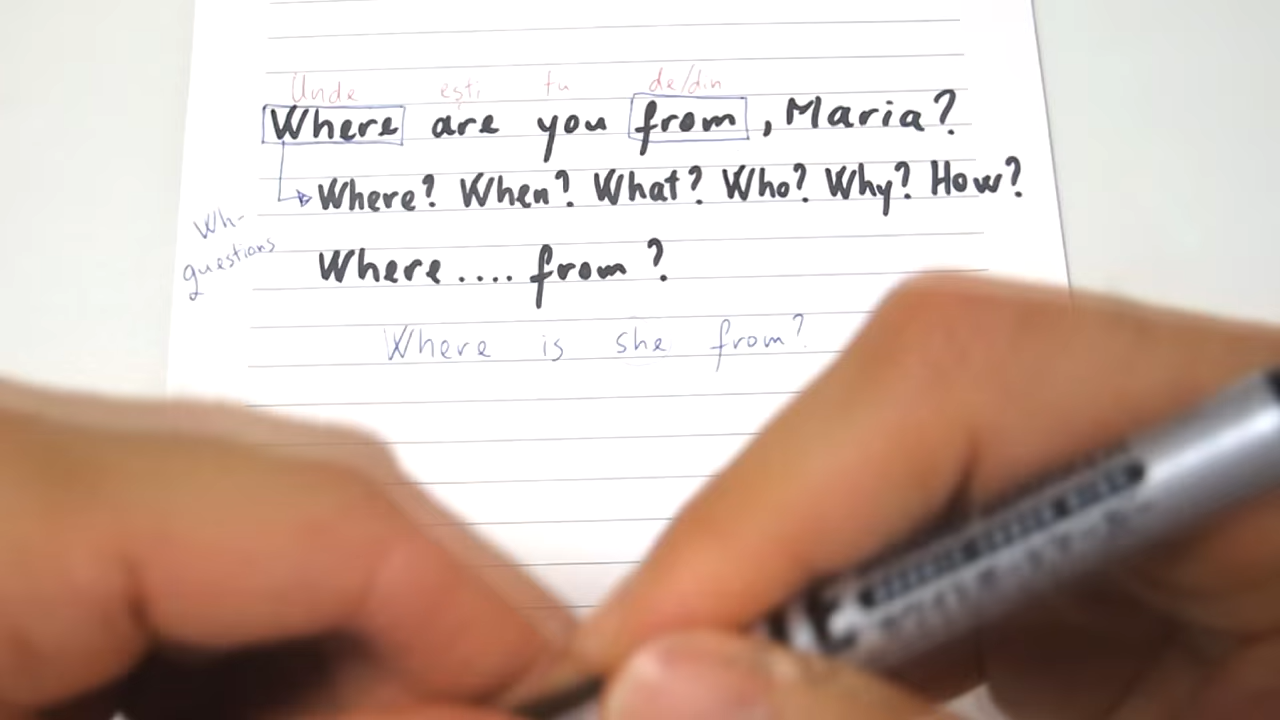 Unde ești tu de/din
Where are you from, Maria?
Where? When? What? Who? Why? How?
Wh-
questions
Where.... from?
Where is she from?